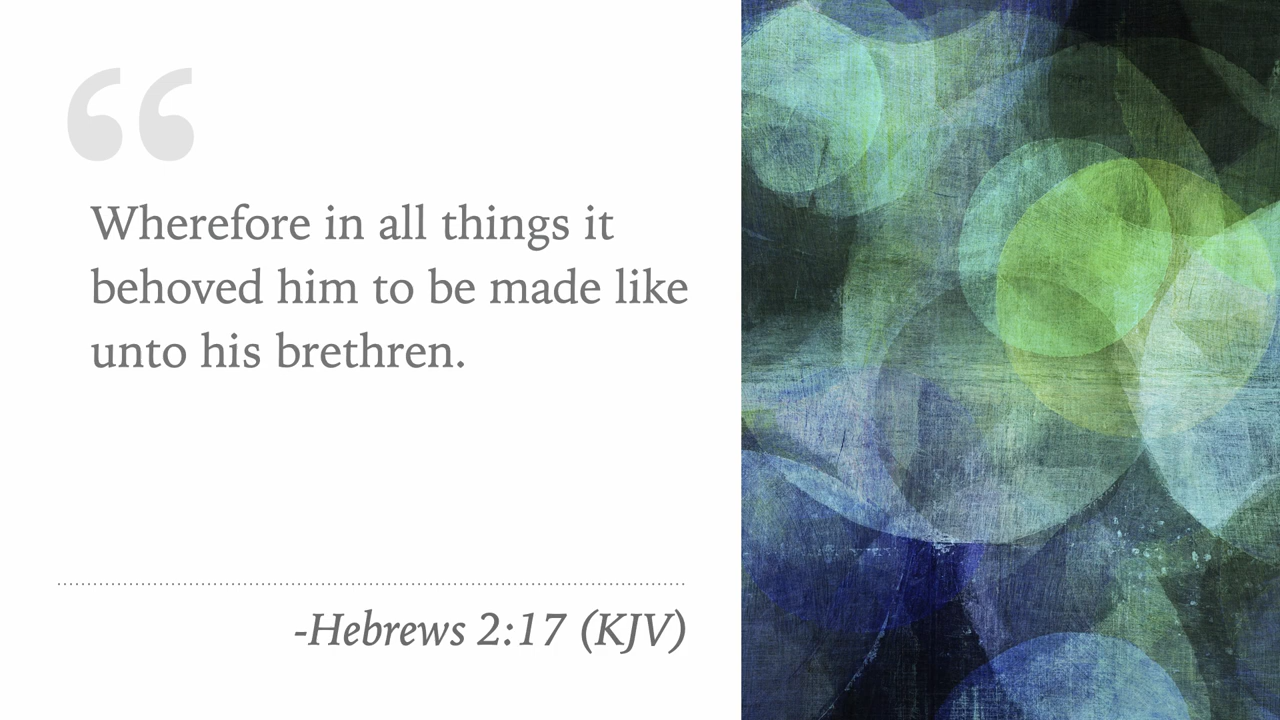 “
Wherefore in all things it
behoved him to be made like
unto his brethren.
-Hebrews 2:17 (KJV)